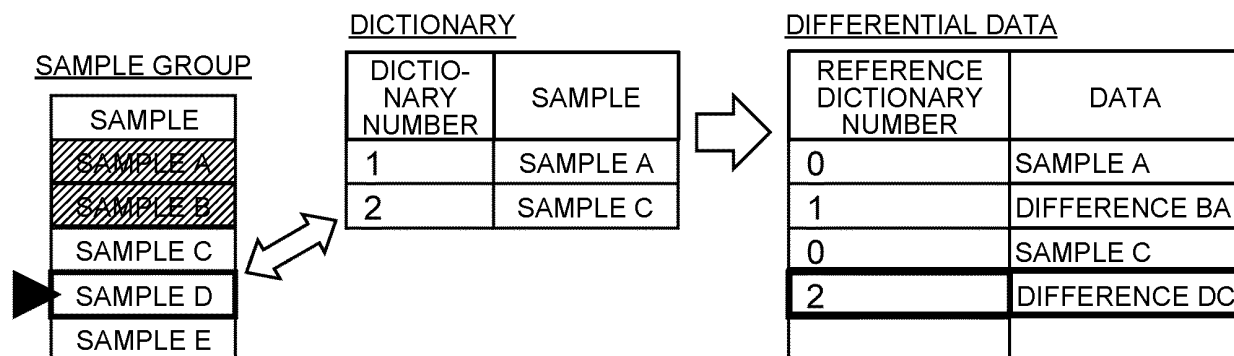 SAMPLE GROUP
SAMPLE
SAMPLE A
SAMPLE B
SAMPLE C
SAMPLE D
SAMPLE E
DICTIONARY
DICTIO-
NARY
NUMBER
SAMPLE
1 SAMPLE A
2 SAMPLE C
DIFFERENTIAL DATA
REFERENCE
DICTIONARY
NUMBER
DATA
0 SAMPLE A
1 DIFFERENCE BA
0 SAMPLE C
2 DIFFERENCE DC